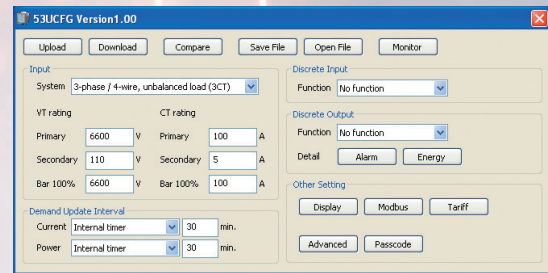 53UCFG Version1.00
Upload Download Compare Save File Open File Monitor
Input
System 3-phase / 4-wire, unbalanced load (3CT)
VT rating CT rating
Primary 6600 V Primary 100 A
Secondary 110 V Secondary 5 A
Bar 100% 6600 V Bar 100% 100 A
Demand Update Interval
Current Internal timer 30 min.
Power Internal timer 30 min.
Discrete Input
Function No function
Discrete Output
Function No function
Detail Alarm Energy
Other Setting
Display Modbus Tariff
Advanced Passcode